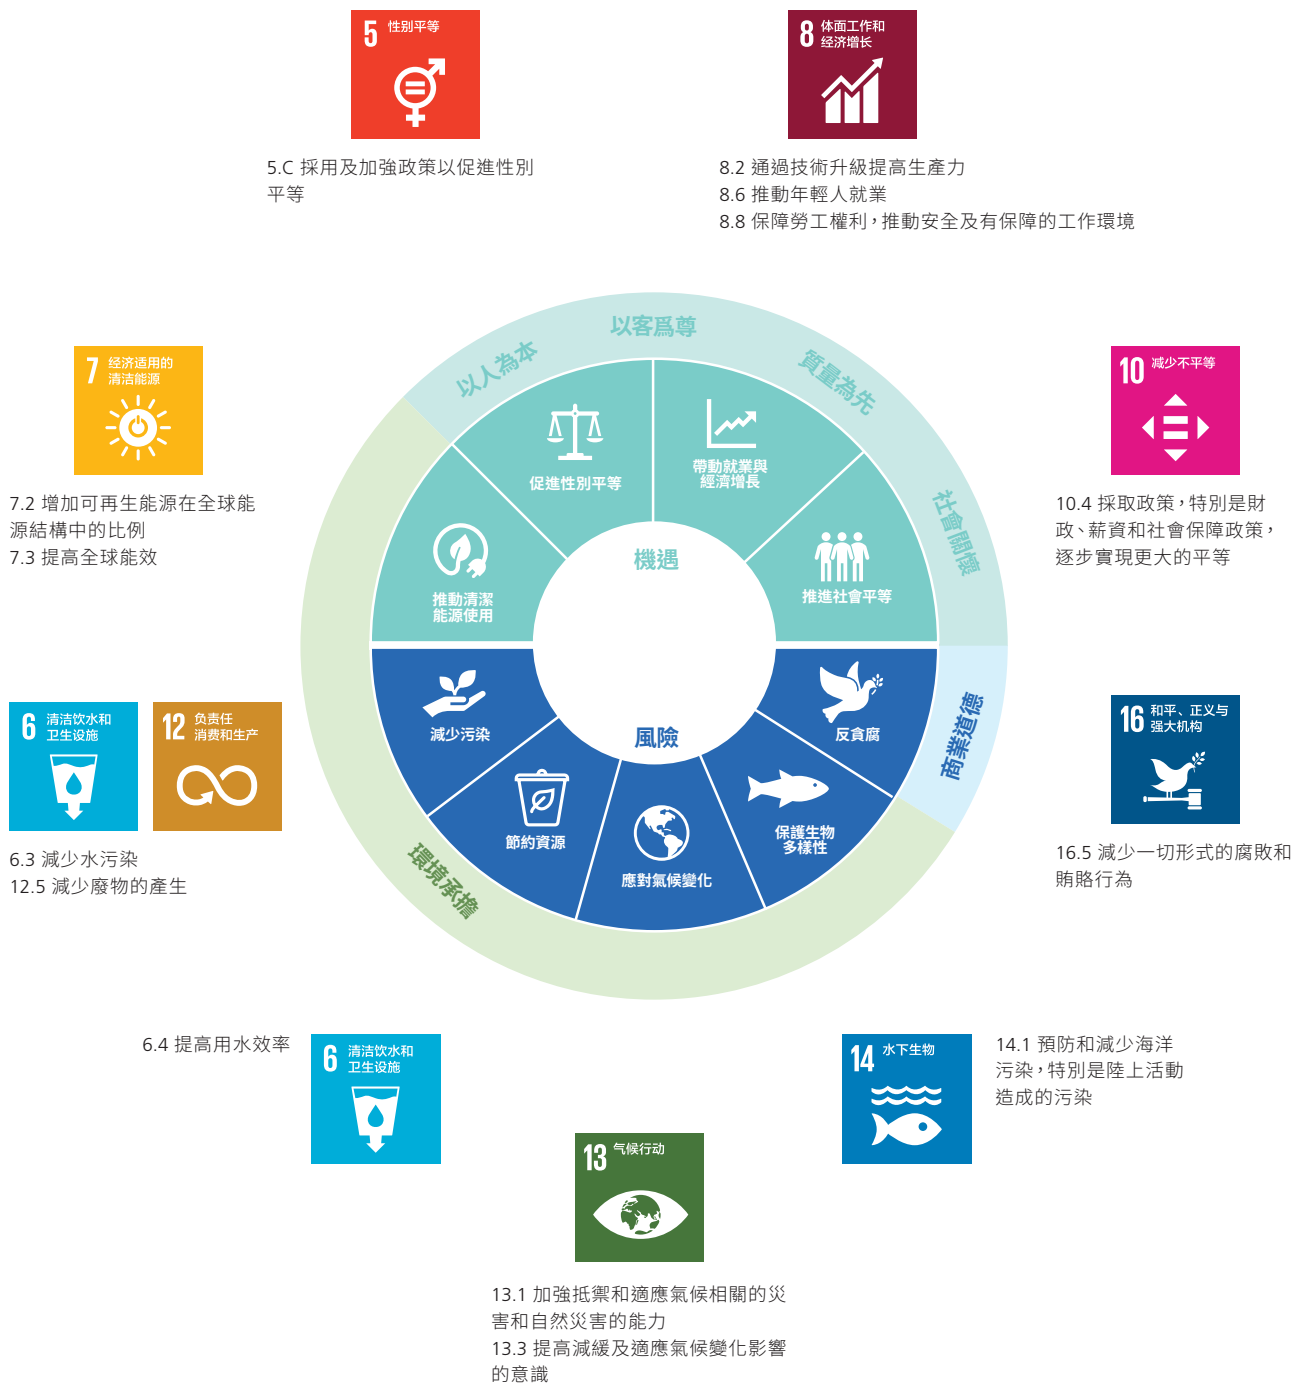 5 性别平等
5.C 採用及加強政策以促進性別
平等
8 体面工作和
经济增长
8.2 通過技術升級提高生產力
8.6 推動年輕人就業
8.8 保障勞工權利，推動安全及有保障的工作環境
7 经济适用的
清洁能源
7.2 增加可再生能源在全球能
源結構中的比例
7.3 提高全球能效
以人為本
以客爲尊
質量為先
社會關懷
商業道德
環境承擔
促進性別平等
帶動就業與
經濟增長
推動清潔
能源使用
推進社會平等
機遇
風險
減少污染
節約資源
應對氣候變化
保護生物
多樣性
反貪腐
10 减少不平等
10.4 採取政策，特別是財
政、薪資和社會保障政策，
逐步實現更大的平等
6 清洁饮水和
卫生设施
12 负责任
消费和生产
6.3 減少水污染
12.5 減少廢物的產生
16 和平、正义与
强大机构
16.5 減少一切形式的腐敗和
賄賂行為
6.4 提高用水效率
6 清洁饮水和
卫生设施
14 水下生物
14.1 預防和減少海洋
污染，特別是陸上活動
造成的污染
13 气候行动
13.1 加強抵禦和適應氣候相關的災
害和自然災害的能力
13.3 提高減緩及適應氣候變化影響
的意識